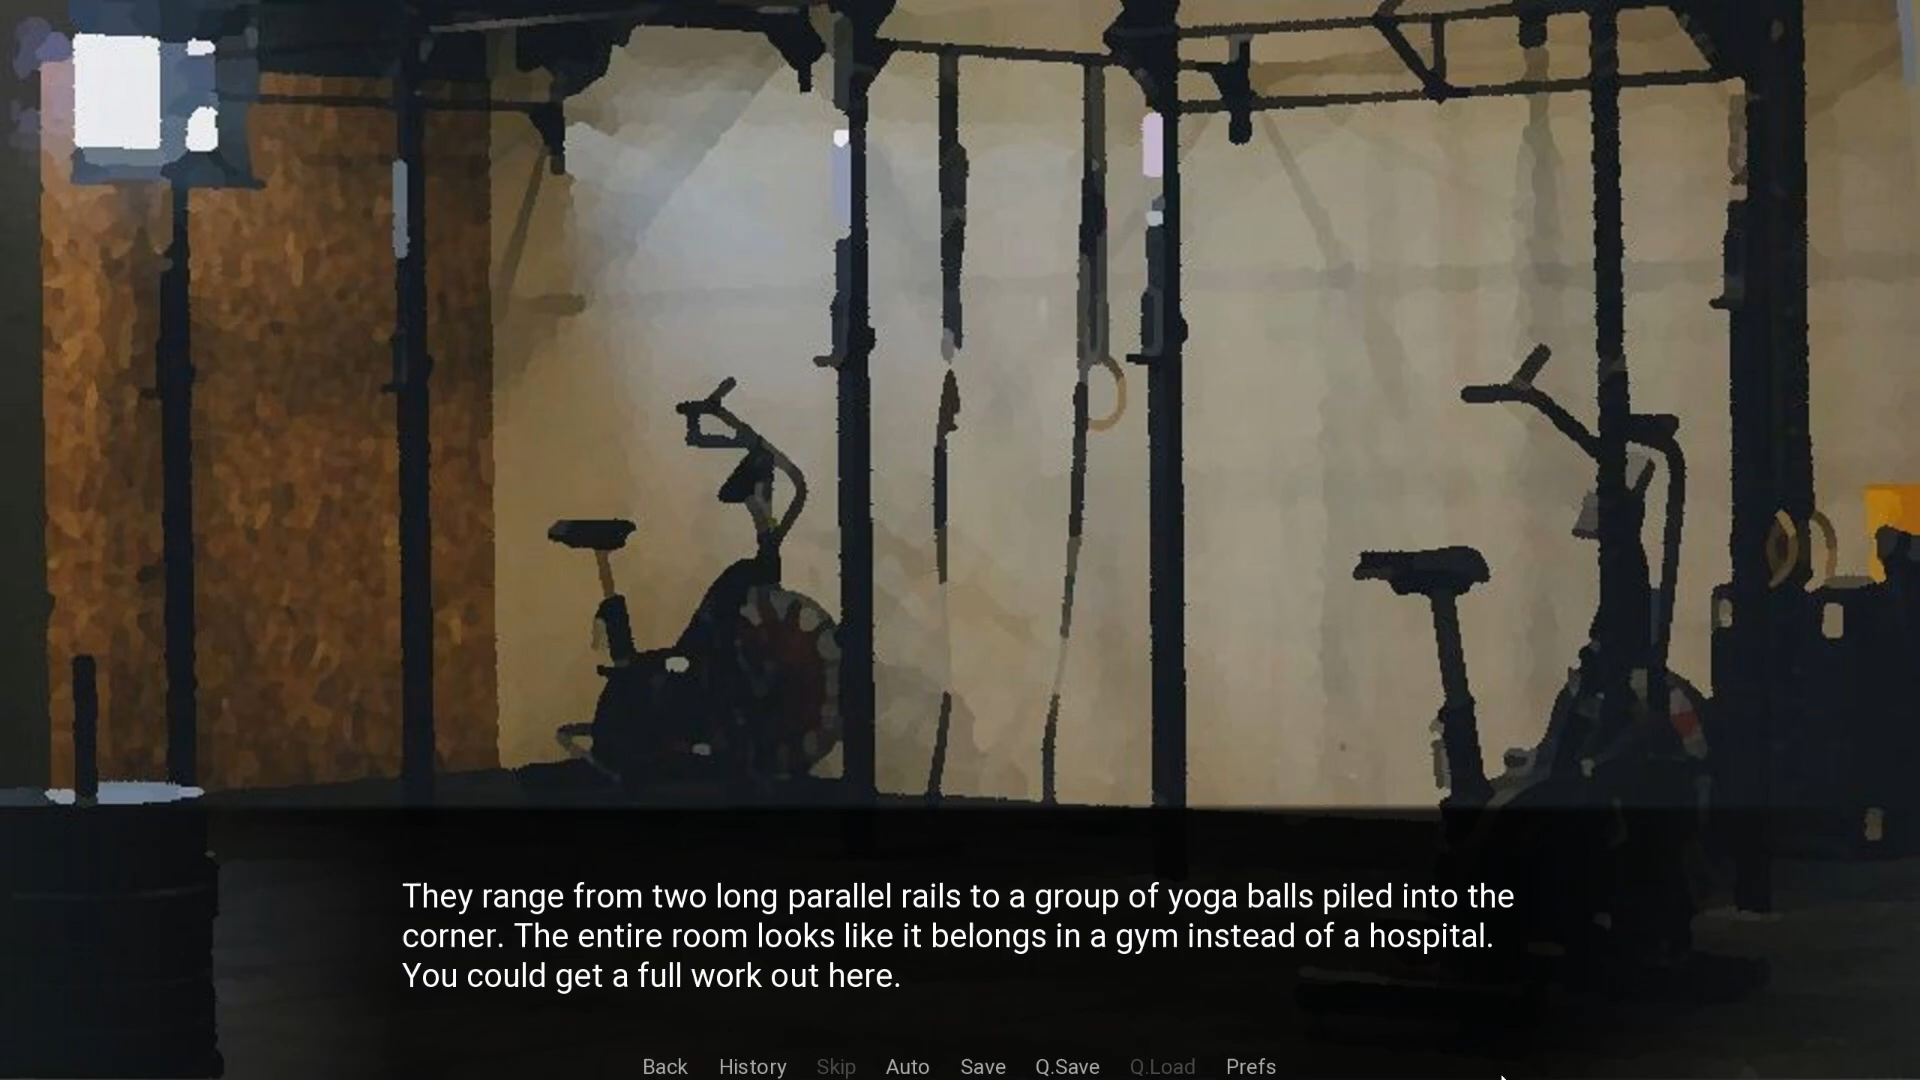 They range from two long parallel rails to a group of yoga balls piled into the
corner. The entire room looks like it belongs in a gym instead of a hospital.
You could get a full work out here.
Back History Skip Auto Save Q.Save Q.Load Prefs